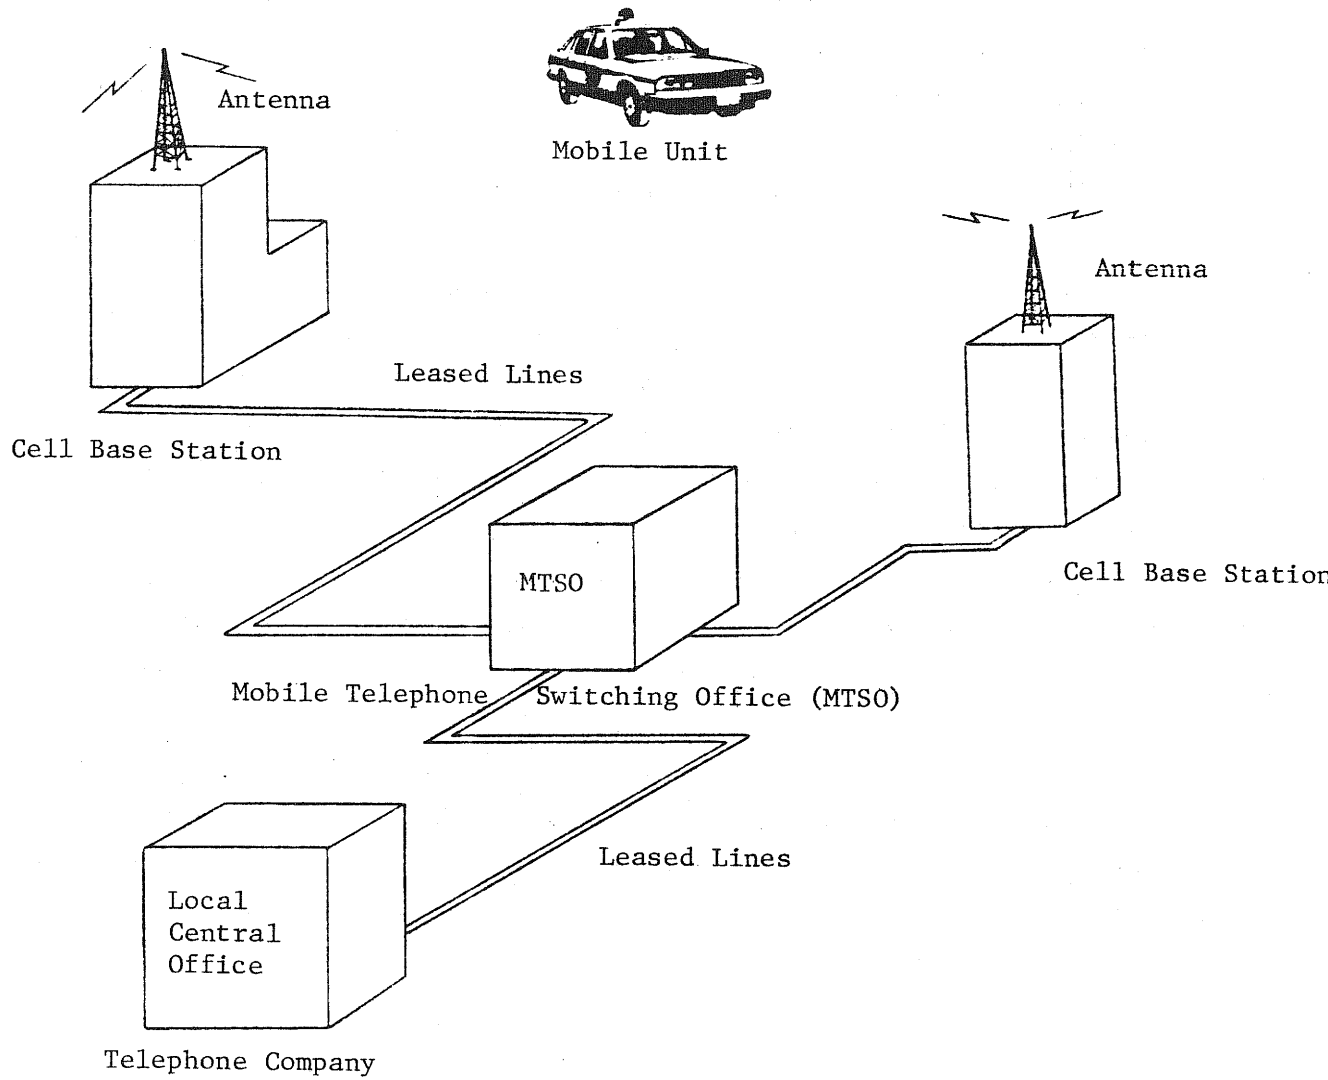 Antenna
Mobile Unit
Antenna
Leased Lines
Cell Base Station
MTSO
Cell Base Station
Mobile Telephone Switching Office (MTSO)
Leased Lines
Local
Central
Office
Telephone Company